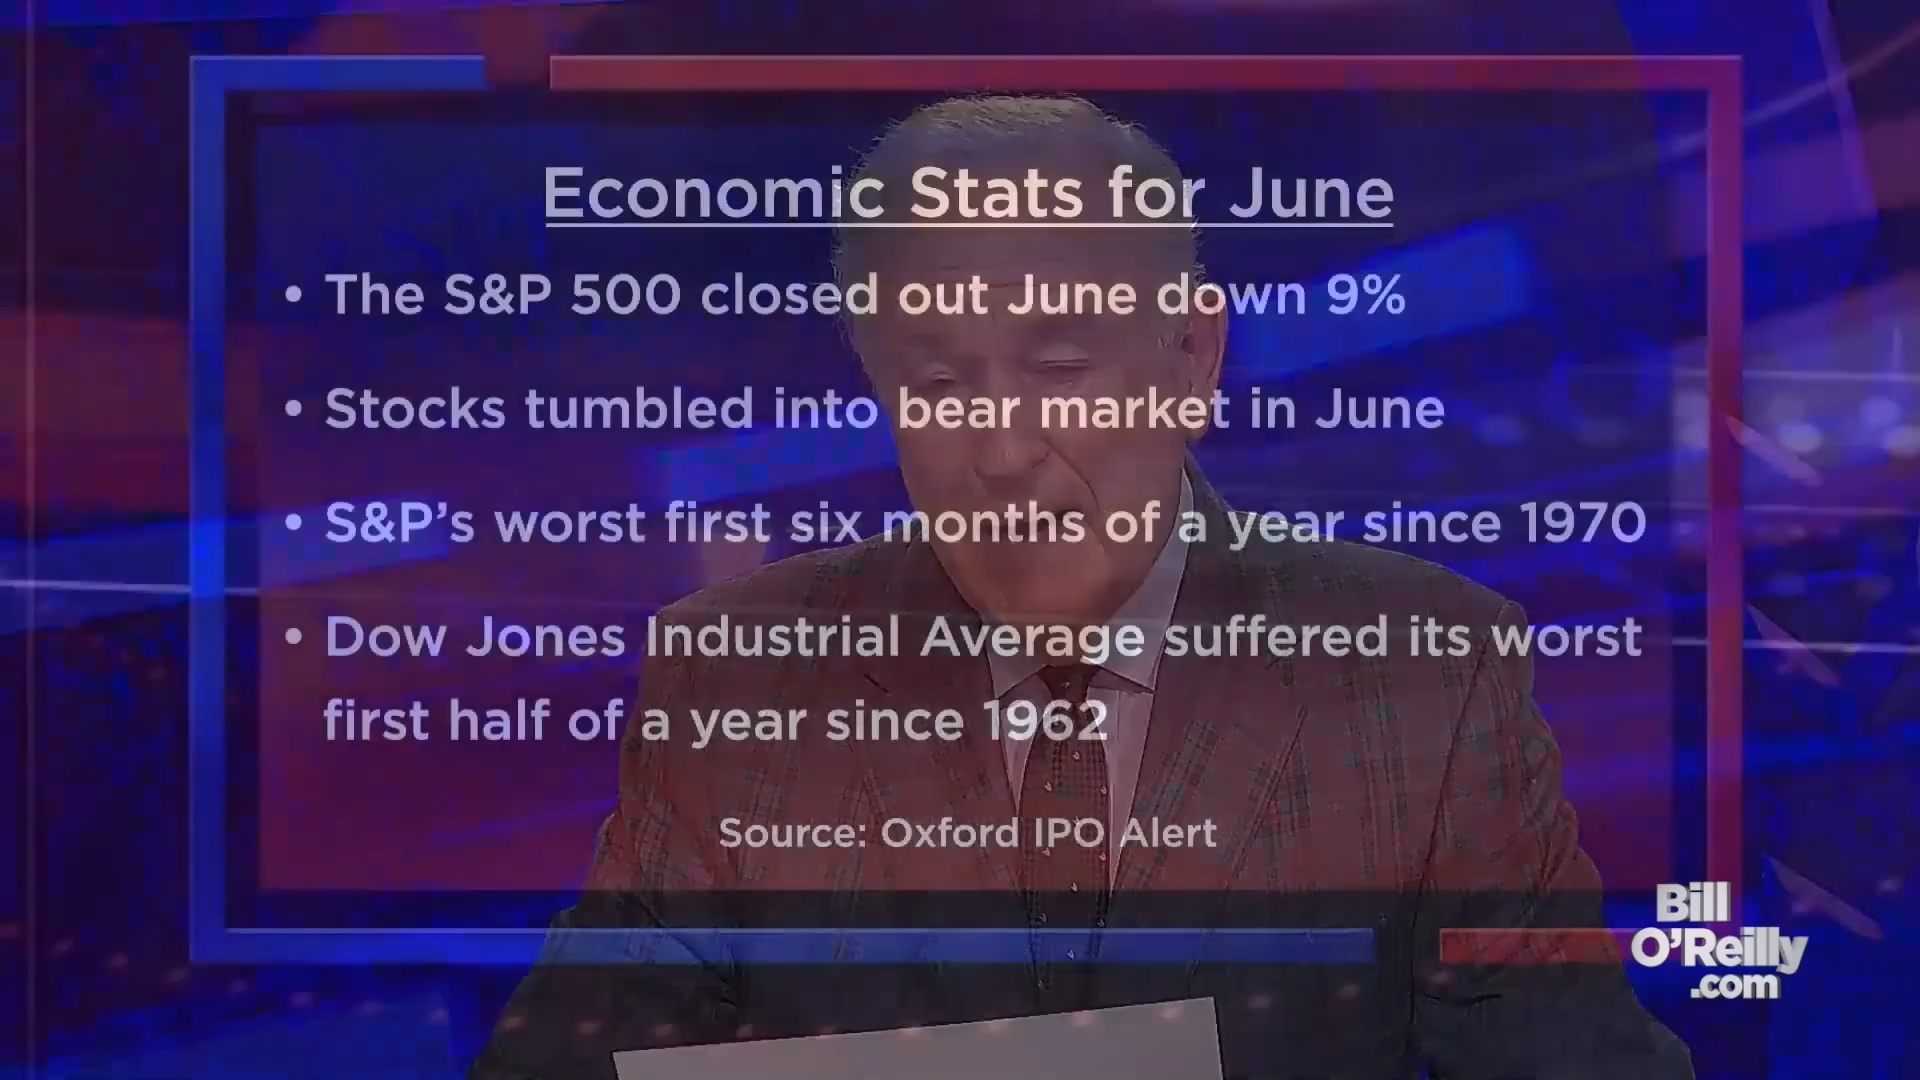 Economic Stats for June
• The S&P 500 closed out June down 9%
• Stocks tumbled into bear market in June
• S&P’s worst first six months of a year since 1970
• Dow Jones Industrial Average suffered its worst
first half of a year since 1962
Source: Oxford IPO Alert
Bill
O’Reilly
.com